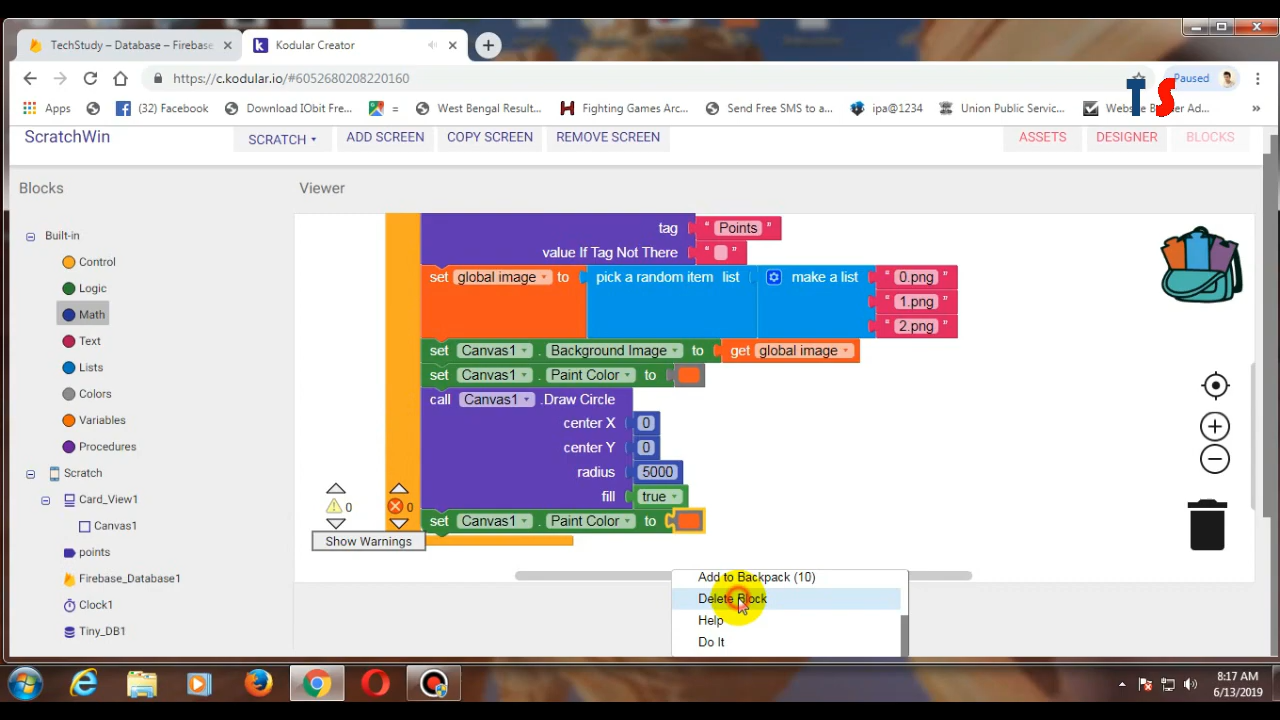 TechStudy – Database – Firebase
Kodular Creator
https://c.kodular.io/#6052680208220160
Paused
TS
Apps
(32) Facebook
Download IObit Fre...
=
West Bengal Result...
Fighting Games Arc...
Send Free SMS to a...
ipa@1234
Union Public Servic...
»
ScratchWin
SCRATCH
ADD SCREEN
COPY SCREEN
REMOVE SCREEN
ASSETS
DESIGNER
BLOCKS
Blocks
Viewer
Built-in
Control
Logic
Math
Text
Lists
Colors
Variables
Procedures
Scratch
Card_View1
Canvas1
points
Firebase_Database1
Clock1
Tiny_DB1
tag " Points "
value If Tag Not There " "
set global image to pick a random item list make a list " 0.png "
" 1.png "
" 2.png "
set Canvas1 . Background Image to get global image
set Canvas1 . Paint Color to
call Canvas1 .Draw Circle
center X 0
center Y 0
radius 5000
fill true
set Canvas1 . Paint Color to
0 0
Show Warnings
Add to Backpack (10)
Delete Block
Help
Do It
8:17 AM
6/13/2019